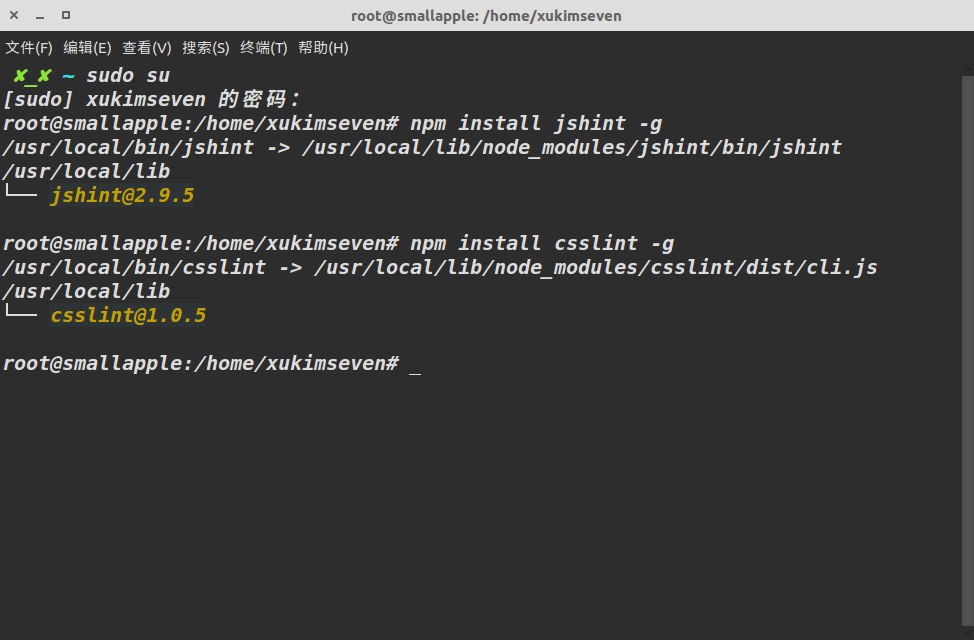 root@smallapple: /home/xukimseven
文件(F) 编辑(E) 查看(V) 搜索(S) 终端(T) 帮助(H)
✘_✘ ~ sudo su
[sudo] xukimseven 的密码：
root@smallapple:/home/xukimseven# npm install jshint -g
/usr/local/bin/jshint -> /usr/local/lib/node_modules/jshint/bin/jshint
/usr/local/lib
└── jshint@2.9.5
root@smallapple:/home/xukimseven# npm install csslint -g
/usr/local/bin/csslint -> /usr/local/lib/node_modules/csslint/dist/cli.js
/usr/local/lib
└── csslint@1.0.5
root@smallapple:/home/xukimseven# _